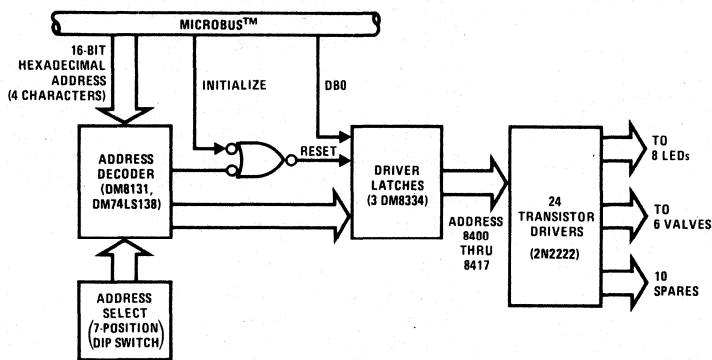 MICROBUS™
16-BIT
HEXADECIMAL
ADDRESS
(4 CHARACTERS)
INITIALIZE
DB0
RESET
ADDRESS
DECODER
(DM8131,
DM74LS138)
DRIVER
LATCHES
(3 DM8334)
ADDRESS
8400
THRU
8417
24
TRANSISTOR
DRIVERS
(2N2222)
TO
8 LEDs
TO
6 VALVES
10
SPARES
ADDRESS
SELECT
(7-POSITION
DIP SWITCH)